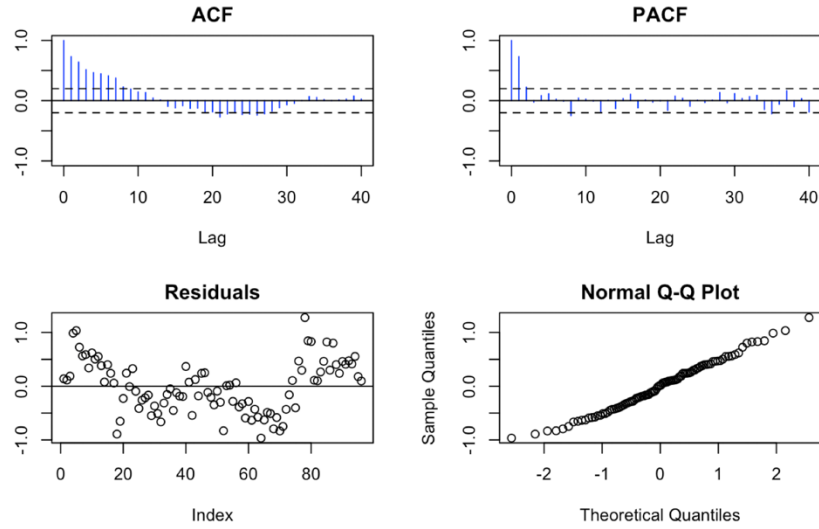 ACF
1.0
0.0
-1.0
0 10 20 30 40
Lag
PACF
1.0
0.0
-1.0
0 10 20 30 40
Lag
Residuals
1.0
0.0
-1.0
0 20 40 60 80
Index
Normal Q-Q Plot
Sample Quantiles
1.0
0.0
-1.0
-2 -1 0 1 2
Theoretical Quantiles